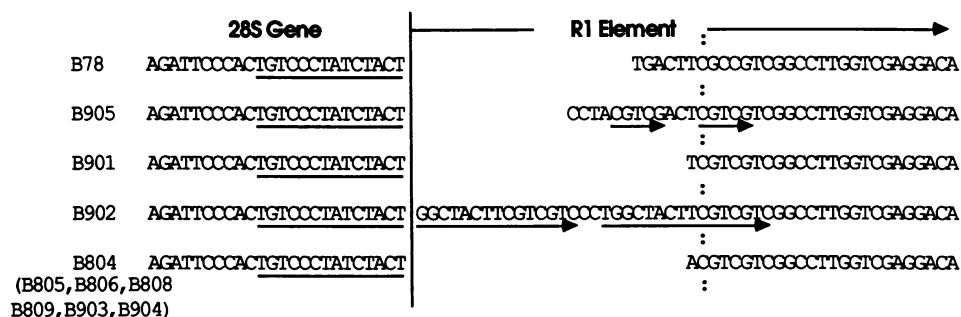 28S Gene R1 Element
B78 AGATTCCCACTGTCCCTATCTACT TGACTTCGCCGTCGGCCTTGGTCGAGGACA
B905 AGATTCCCACTGTCCCTATCTACT CCTACGTCGACTCGTCGTCGGCCTTGGTCGAGGACA
B901 AGATTCCCACTGTCCCTATCTACT TCGTCGTCGGCCTTGGTCGAGGACA
B902 AGATTCCCACTGTCCCTATCTACT GGCTACTTCGTCGTCCCTGGCTACTTCGTCGTCGGCCTTGGTCGAGGACA
B804 AGATTCCCACTGTCCCTATCTACT ACGTCGTCGGCCTTGGTCGAGGACA
(B805,B806,B808
B809,B903,B904)